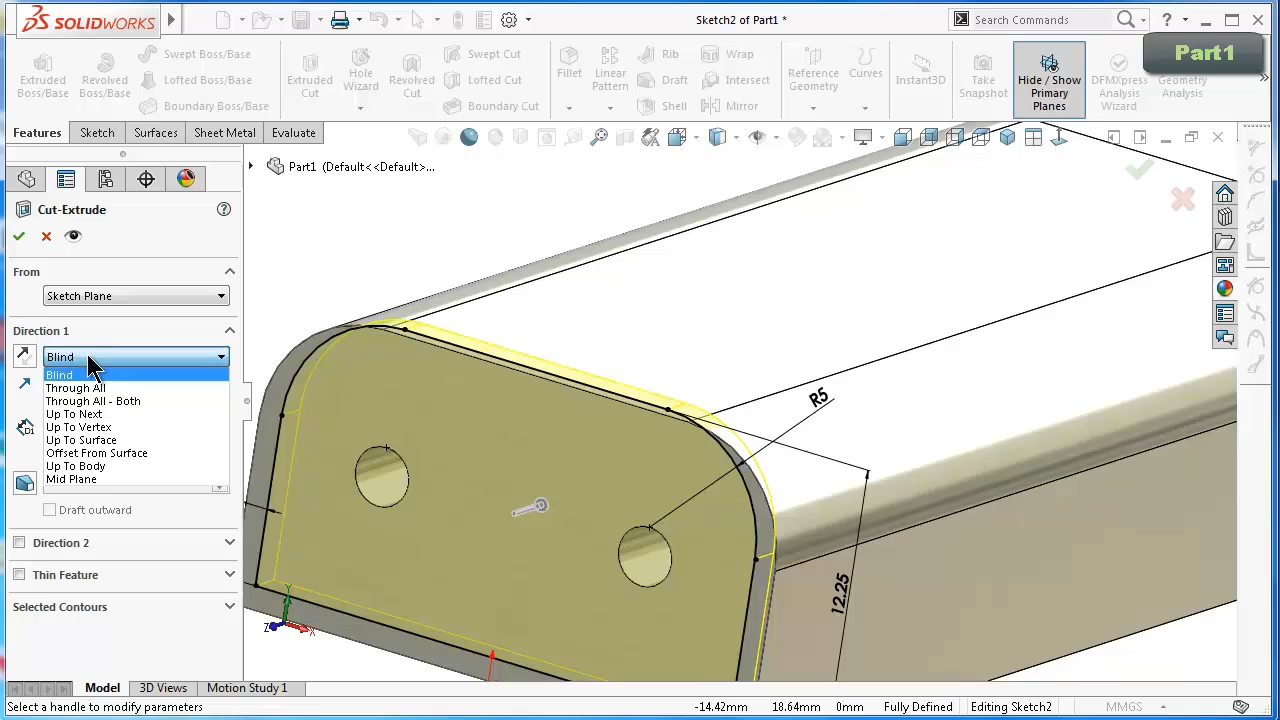 SOLIDWORKS
Sketch2 of Part1 *
Search Commands
?
Part1
Extruded Boss/Base
Revolved Boss/Base
Swept Boss/Base
Lofted Boss/Base
Boundary Boss/Base
Extruded Cut
Hole Wizard
Revolved Cut
Swept Cut
Lofted Cut
Boundary Cut
Fillet
Linear Pattern
Rib
Draft
Shell
Wrap
Intersect
Mirror
Reference Geometry
Curves
Instant3D
Take Snapshot
Hide / Show Primary Planes
DFMXpress Analysis Wizard
Geometry Analysis
Features
Sketch
Surfaces
Sheet Metal
Evaluate
Part1 (Default<<Default>...
Cut-Extrude
?
From
Sketch Plane
Direction 1
Blind
Blind
Through All
Through All - Both
Up To Next
Up To Vertex
Up To Surface
Offset From Surface
Up To Body
Mid Plane
D1
Draft outward
Direction 2
Thin Feature
Selected Contours
R5
12.25
Y
Z
X
Model
3D Views
Motion Study 1
Select a handle to modify parameters
-14.42mm
18.64mm
0mm
Fully Defined
Editing Sketch2
MMGS